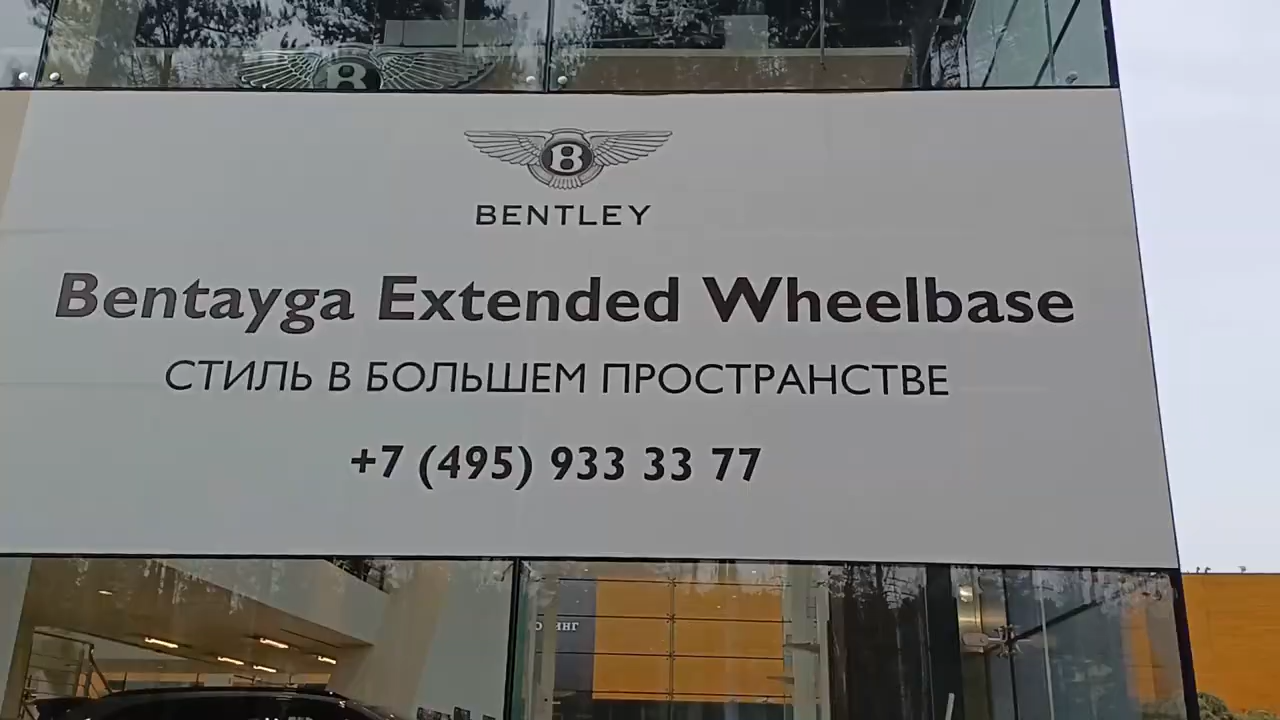 B
B
BENTLEY
Bentayga Extended Wheelbase
СТИЛЬ В БОЛЬШЕМ ПРОСТРАНСТВЕ
+7 (495) 933 33 77